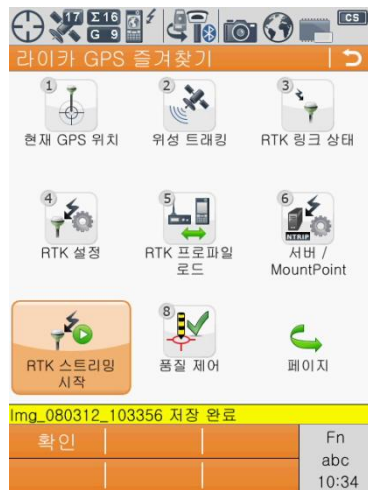 17
Σ 16
G 9
CS
라이카 GPS 즐겨찾기
1
현재 GPS 위치
2
위성 트래킹
3
RTK 링크 상태
4
RTK 설정
5
RTK 프로파일
로드
6
NTRIP
서버 /
MountPoint
RTK 스트리밍
시작
8
품질 제어
페이지
Img_080312_103356 저장 완료
확인
Fn
abc
10:34